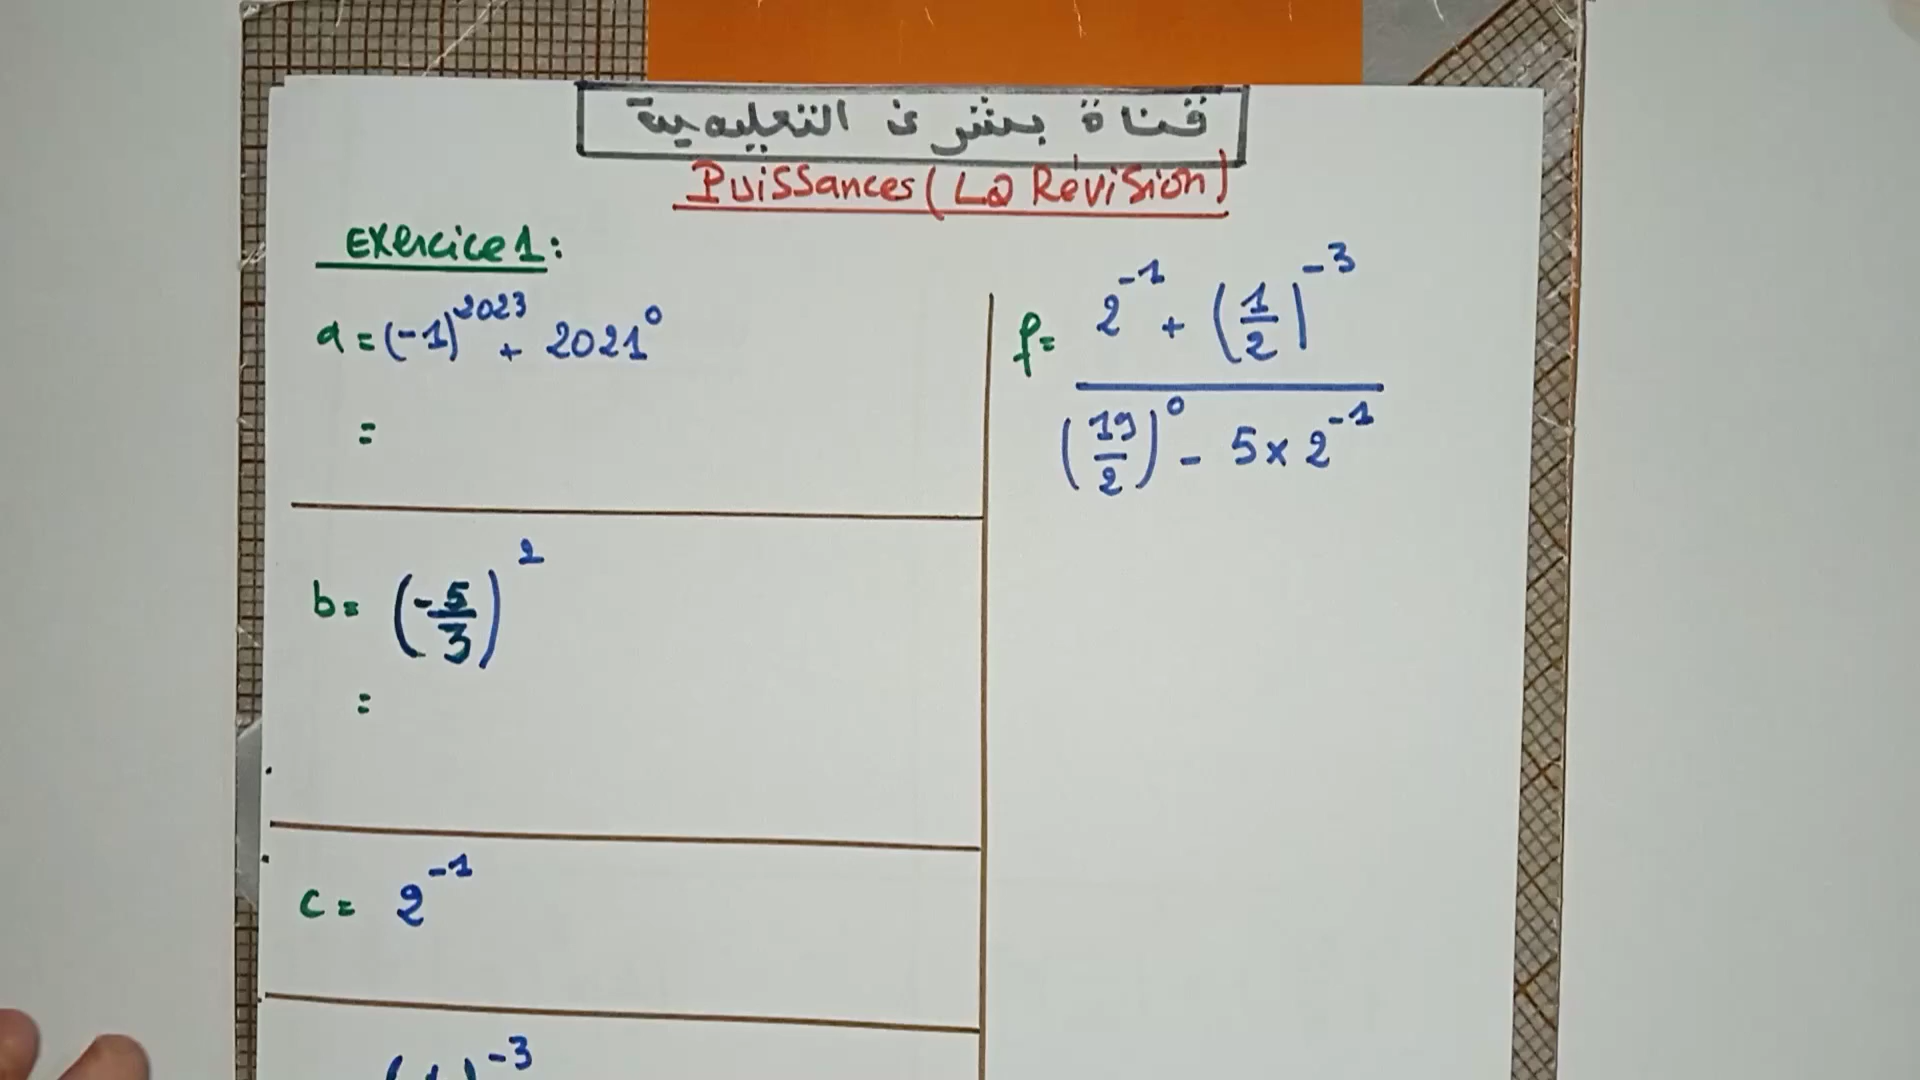 قناة بشرى التعليمية
Puissances (La Révision)
Exercice 1:
a = (-1)^2023 + 2021^0
=
b = (-5/3)^2
=
c = 2^-1
f = (2^-1 + (1/2)^-3) / ((19/2)^0 - 5 × 2^-1)